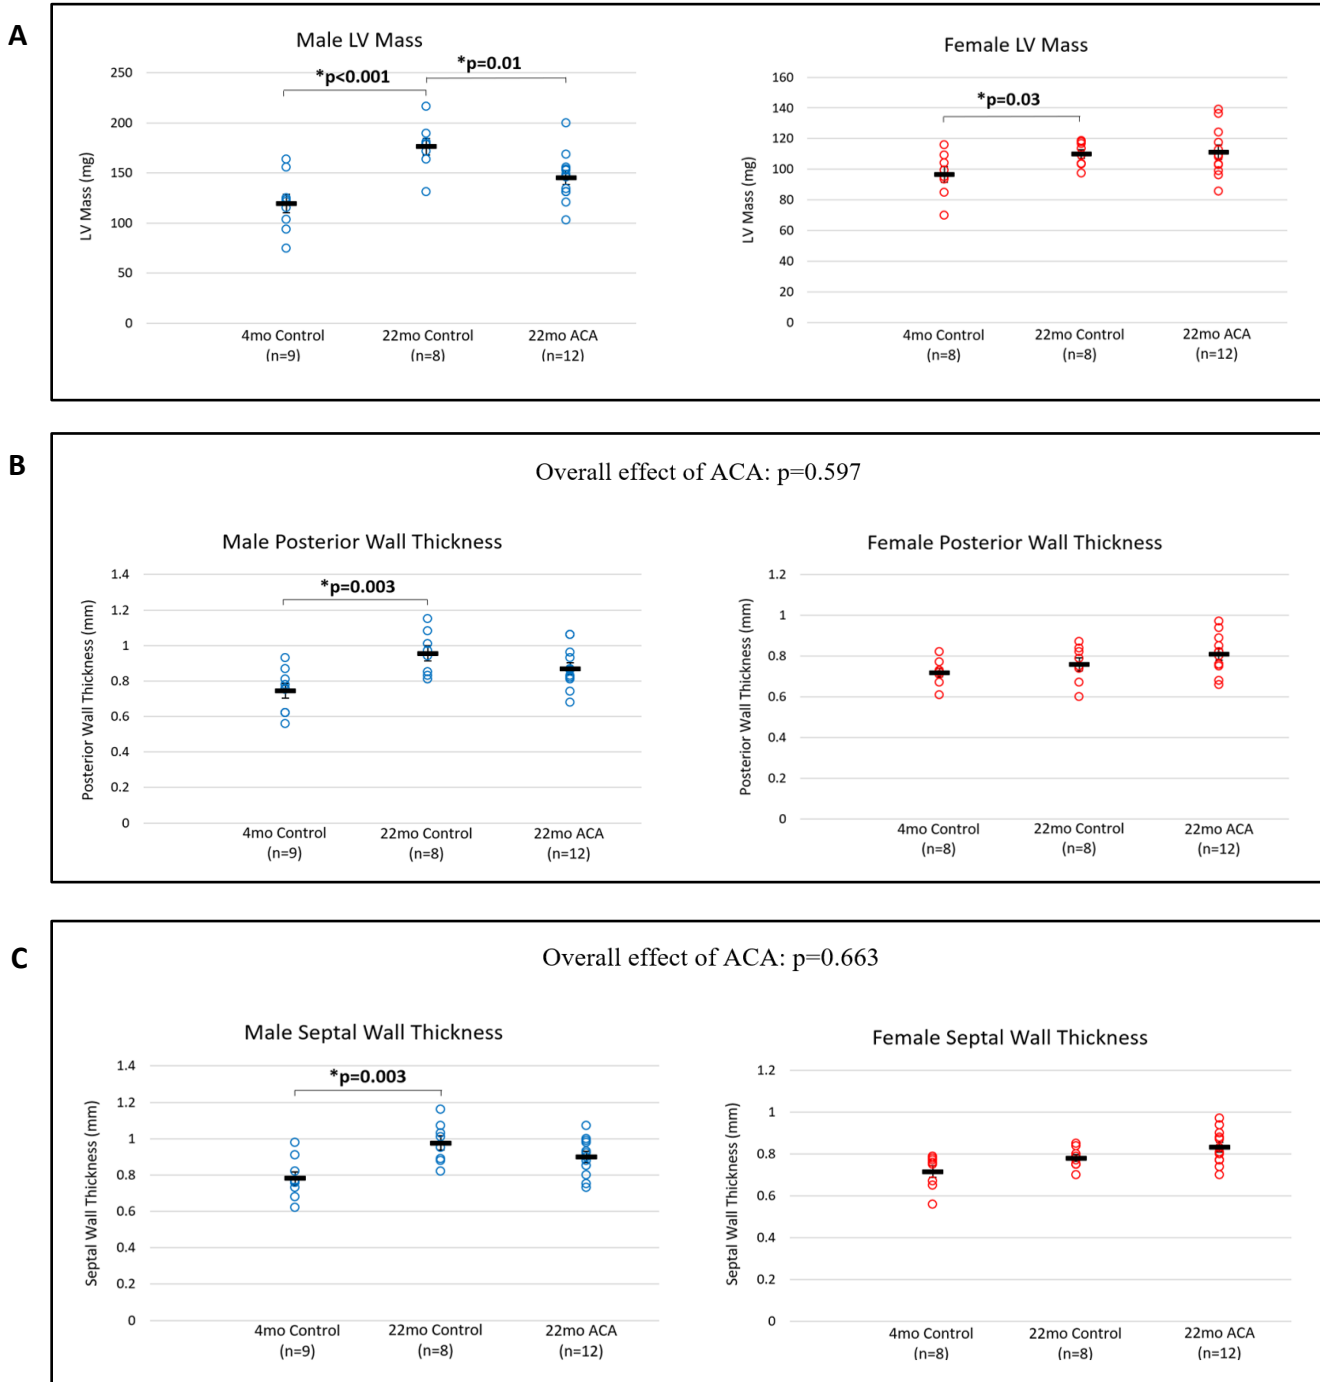 A
Male LV Mass
*p<0.001
*p=0.01
250
200
150
100
50
0
LV Mass (mg)
4mo Control
(n=9)
22mo Control
(n=8)
22mo ACA
(n=12)
Female LV Mass
*p=0.03
160
140
120
100
80
60
40
20
0
LV Mass (mg)
4mo Control
(n=8)
22mo Control
(n=8)
22mo ACA
(n=12)
B
Overall effect of ACA: p=0.597
Male Posterior Wall Thickness
*p=0.003
1.4
1.2
1
0.8
0.6
0.4
0.2
0
Posterior Wall Thickness (mm)
4mo Control
(n=9)
22mo Control
(n=8)
22mo ACA
(n=12)
Female Posterior Wall Thickness
1.2
1
0.8
0.6
0.4
0.2
0
Posterior Wall Thickness (mm)
4mo Control
(n=8)
22mo Control
(n=8)
22mo ACA
(n=12)
C
Overall effect of ACA: p=0.663
Male Septal Wall Thickness
*p=0.003
1.4
1.2
1
0.8
0.6
0.4
0.2
0
Septal Wall Thickness (mm)
4mo Control
(n=9)
22mo Control
(n=8)
22mo ACA
(n=12)
Female Septal Wall Thickness
1.2
1
0.8
0.6
0.4
0.2
0
Septal Wall Thickness (mm)
4mo Control
(n=8)
22mo Control
(n=8)
22mo ACA
(n=12)